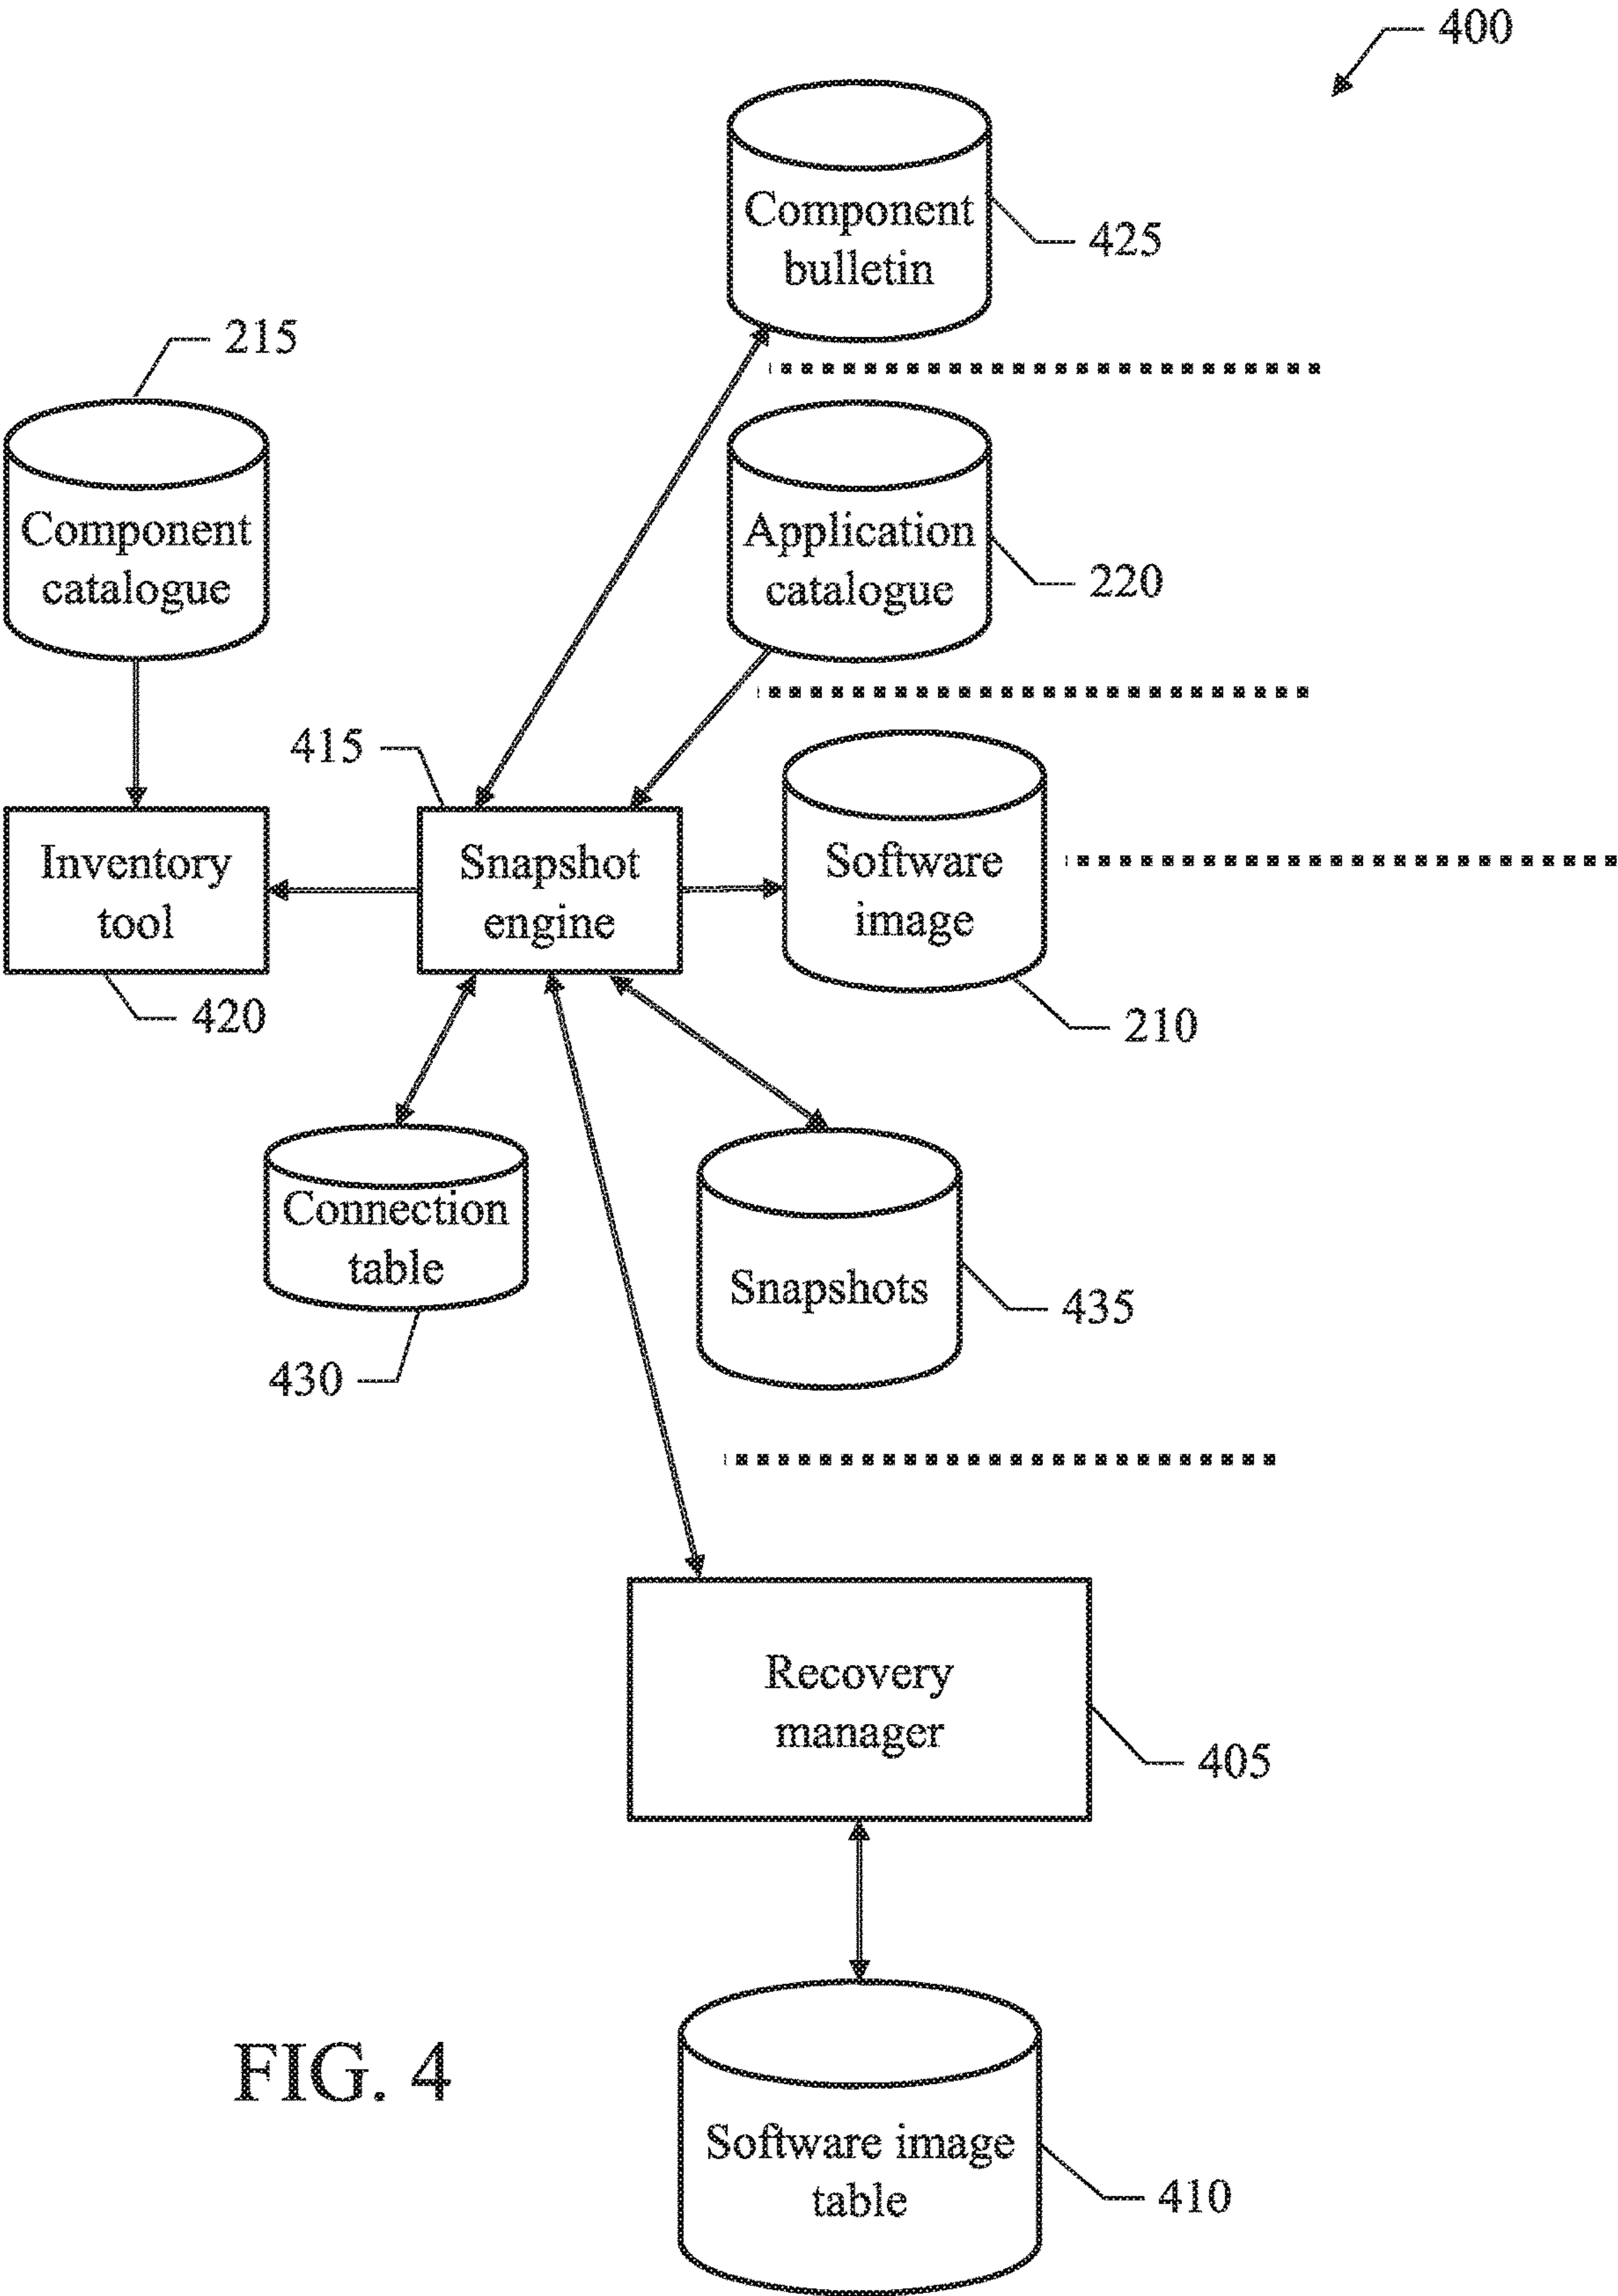 400
Component
bulletin
425
215
Component
catalogue
Application
catalogue
220
415
Inventory
tool
Snapshot
engine
Software
image
420
210
Connection
table
Snapshots
435
430
Recovery
manager
405
FIG. 4
Software image
table
410